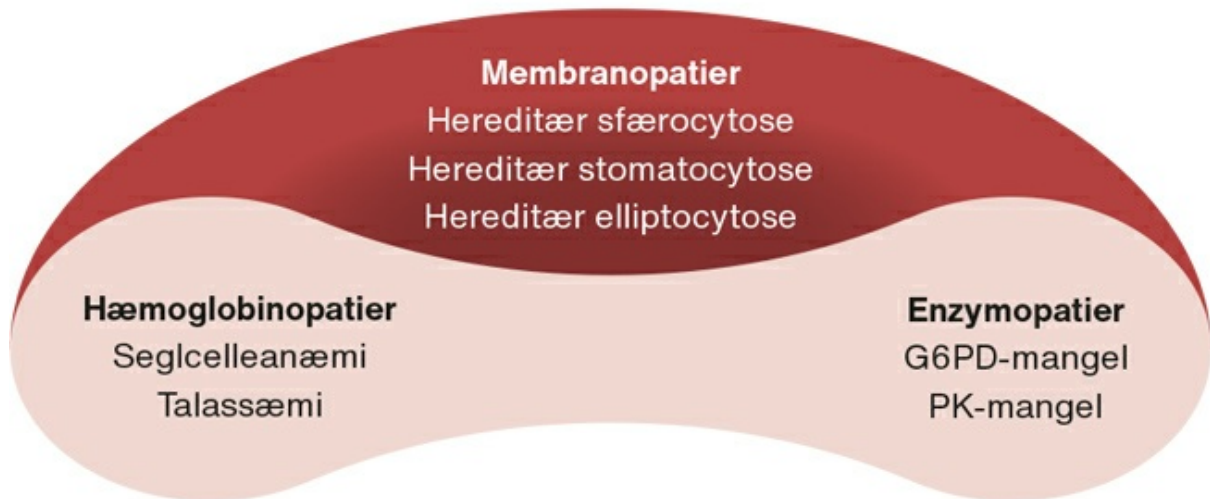 Membranopatier
Hereditær sfærocytose
Hereditær stomatocytose
Hereditær elliptocytose
Hæmoglobinopatier
Seglcelleanæmi
Talassæmi
Enzymopatier
G6PD-mangel
PK-mangel